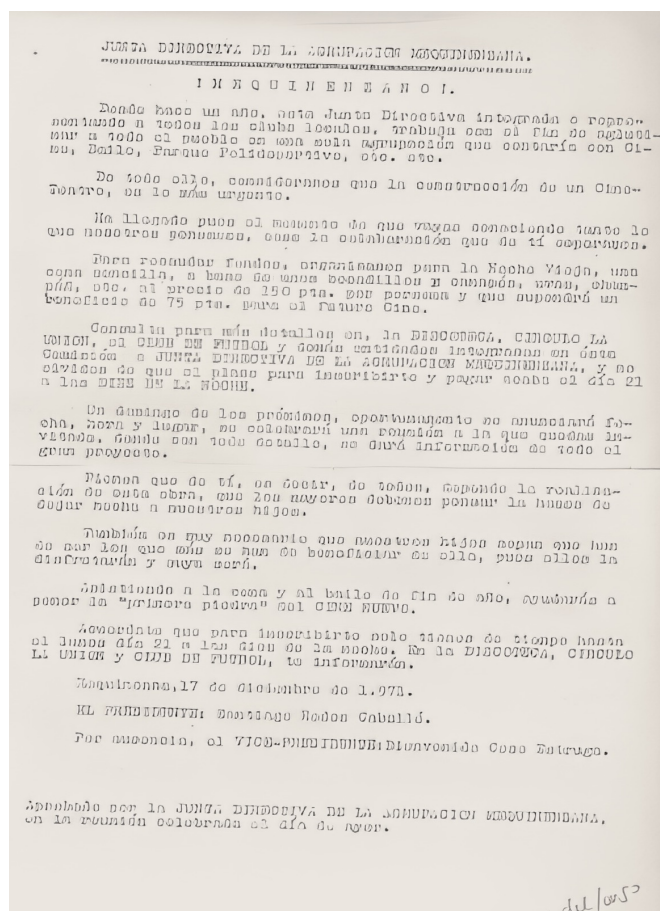 JUNTA DIRECTIVA DE LA AGRUPACION MEQUINENZANA.
¡ M E Q U I N E N Z A N O !.
Desde hace un año, esta Junta Directiva integrada o repre-
sentando a todos los clubs locales, trabaja con el fin de agluti-
nar a todo el pueblo en una sola agrupación que contaría con Ci-
ne, Baile, Parque Polideportivo, etc. etc.
De todo ello, consideramos que la construcción de un Cine-
Teatro, es lo más urgente.
Ha llegado pues el momento de que vayas conociendo tanto lo
que nosotros pensamos, como la colaboración que de tí esperamos.
Para recaudar fondos, organizamos para la Noche Vieja, una
cena sencilla, a base de unos bocadillos y champán, uvas, cham-
pán, etc. al precio de 150 pts. por persona y que supondrá un
beneficio de 75 pts. para el futuro Cine.
Consulta para más detalles en, la DISCOTECA, CIRCULO LA
UNION, el CLUB DE FUTBOL y demás entidades integradas en ésta
Comisión o JUNTA DIRECTIVA DE LA AGRUPACION MEQUINENZANA, y no
olvides de que el plazo para inscribirte y pagar acaba el día 21
a las DIEZ DE LA NOCHE.
Un domingo de los próximos, oportunamente se anunciará fe-
cha, hora y lugar, se celebrará una reunión a la que quedas in-
vitado, donde con todo detalle, se dará información de todo el
gran proyecto.
Piensa que de tí, es decir, de todos, depende la realiza-
ción de esta obra, que los mayores debemos pensar la hemos de
dejar hecha a nuestros hijos.
También es muy necesario que nuestros hijos sepan que han
de ser los que más se han de beneficiar de ello, pues ellos la
disfrutarán y suya será.
Asistiendo a la cena y al baile de fin de año, ayudarás a
poner la "primera piedra" del CINE NUEVO.
Acuérdate que para inscribirte solo tienes de tiempo hasta
el lunes día 21 a las diez de la noche. En la DISCOTECA, CIRCULO
LA UNION y CLUB DE FUTBOL, te informarán.
Mequinenza, 17 de diciembre de 1.971.
EL PRESIDENTE: Santiago Caballé.
Por ausencia, el VICE-PRESIDENTE: Bienvenido
Aprobado por la JUNTA DIRECTIVA DE LA AGRUPACION MEQUINENZANA,
en la reunión celebrada el día de ayer.